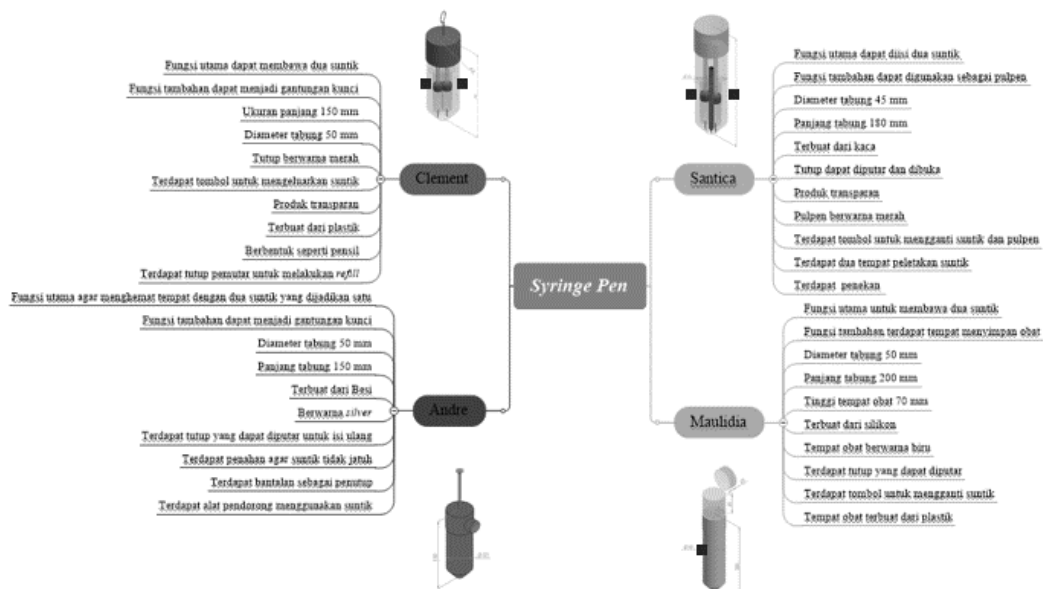 Syringe Pen
Clement
Fungsi utama dapat membawa dua suntik
Fungsi tambahan dapat menjadi gantungan kunci
Ukuran panjang 150 mm
Diameter tabung 50 mm
Tutup berwarna merah
Terdapat tombol untuk mengeluarkan suntik
Produk transparan
Terbuat dari plastik
Berbentuk seperti pensil
Terdapat tutup pemutar untuk melakukan refill
Andre
Fungsi utama agar menghemat tempat dengan dua suntik yang dijadikan satu
Fungsi tambahan dapat menjadi gantungan kunci
Diameter tabung 50 mm
Panjang tabung 150 mm
Terbuat dari Besi
Berwarna silver
Terdapat tutup yang dapat diputar untuk isi ulang
Terdapat penahan agar suntik tidak jatuh
Terdapat bantalan sebagai penutup
Terdapat alat pendorong menggunakan suntik
Santica
Fungsi utama dapat diisi dua suntik
Fungsi tambahan dapat digunakan sebagai pulpen
Diameter tabung 45 mm
Panjang tabung 180 mm
Terbuat dari kaca
Tutup dapat diputar dan dibuka
Produk transparan
Pulpen berwarna merah
Terdapat tombol untuk mengganti suntik dan pulpen
Terdapat dua tempat peletakan suntik
Terdapat penekan
Maulidia
Fungsi utama untuk membawa dua suntik
Fungsi tambahan terdapat tempat menyimpan obat
Diameter tabung 50 mm
Panjang tabung 200 mm
Tinggi tempat obat 70 mm
Terbuat dari silikon
Tempat obat berwarna biru
Terdapat tutup yang dapat diputar
Terdapat tombol untuk mengganti suntik
Tempat obat terbuat dari plastik